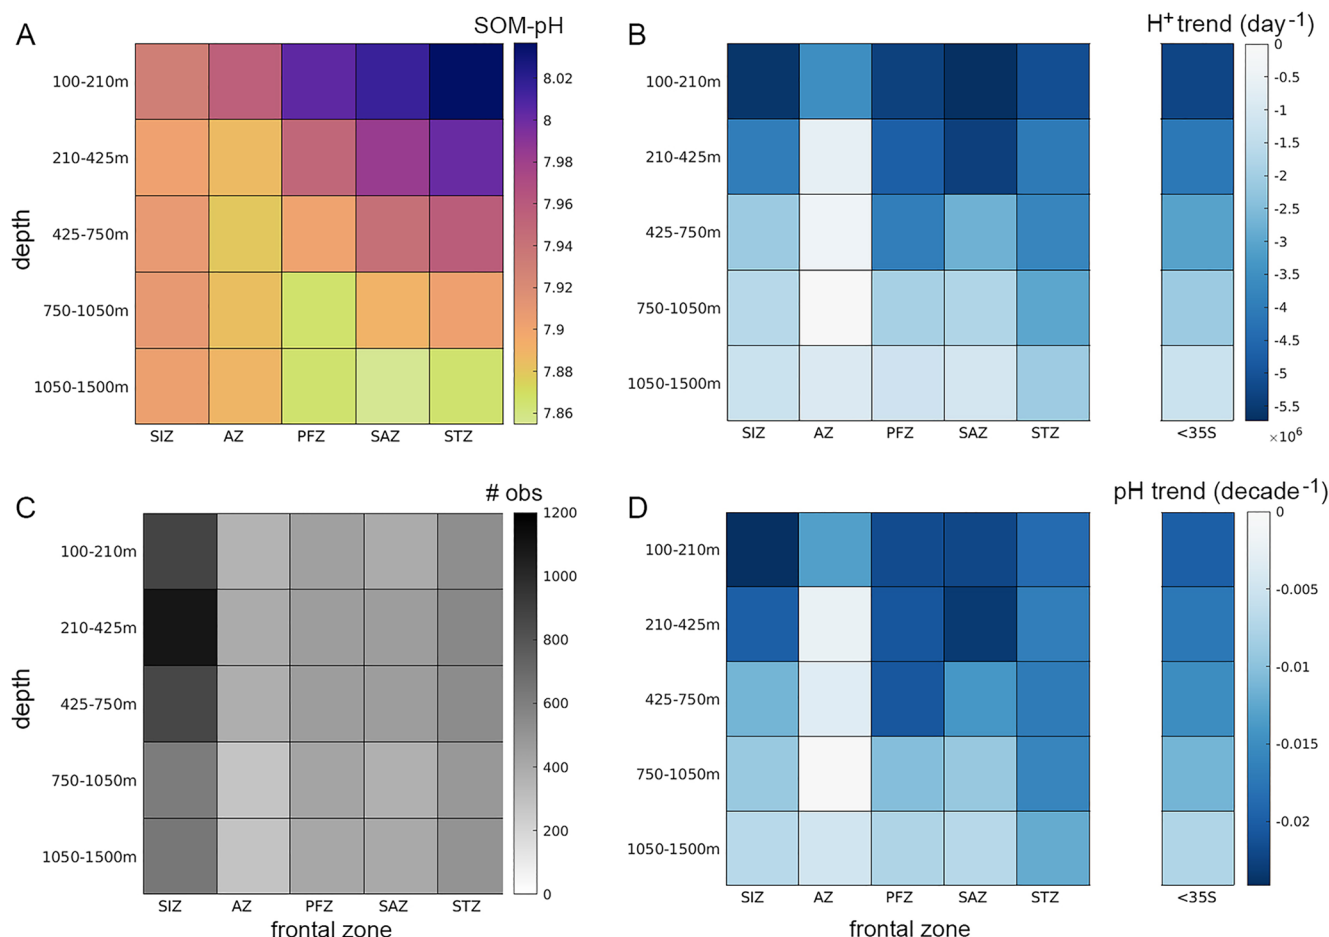 A
SOM-pH
100-210m
210-425m
425-750m
750-1050m
1050-1500m
depth
SIZ AZ PFZ SAZ STZ
8.02
8
7.98
7.96
7.94
7.92
7.9
7.88
7.86
B
H+ trend (day-1)
100-210m
210-425m
425-750m
750-1050m
1050-1500m
SIZ AZ PFZ SAZ STZ
<35S
0
-0.5
-1
-1.5
-2
-2.5
-3
-3.5
-4
-4.5
-5
-5.5
×10⁶
C
# obs
100-210m
210-425m
425-750m
750-1050m
1050-1500m
depth
SIZ AZ PFZ SAZ STZ
frontal zone
1200
1000
800
600
400
200
0
D
pH trend (decade-1)
100-210m
210-425m
425-750m
750-1050m
1050-1500m
SIZ AZ PFZ SAZ STZ
<35S
frontal zone
0
-0.005
-0.01
-0.015
-0.02